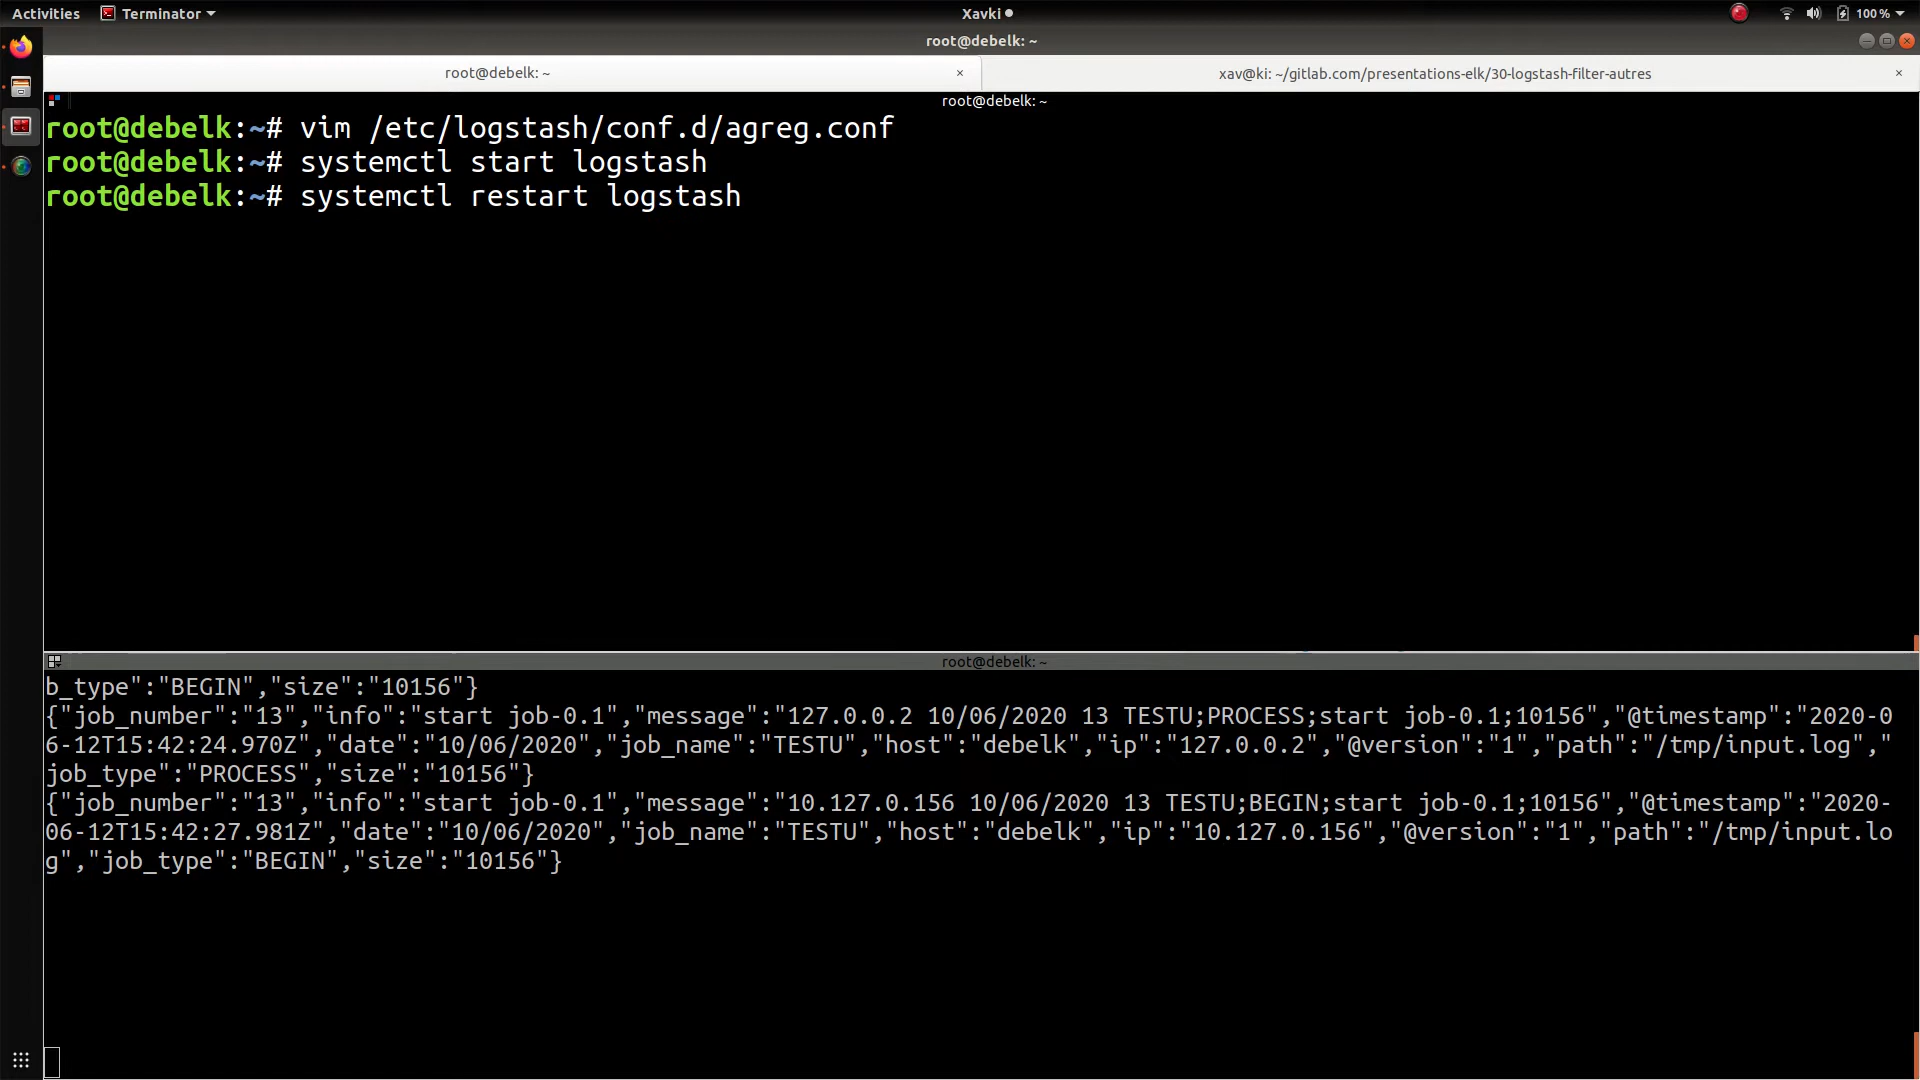 Activities Terminator Xavki 100 %
root@debelk: ~
root@debelk: ~ × xav@ki: ~/gitlab.com/presentations-elk/30-logstash-filter-autres ×
root@debelk: ~
root@debelk:~# vim /etc/logstash/conf.d/agreg.conf
root@debelk:~# systemctl start logstash
root@debelk:~# systemctl restart logstash
root@debelk: ~
b_type":"BEGIN","size":"10156"}
{"job_number":"13","info":"start job-0.1","message":"127.0.0.2 10/06/2020 13 TESTU;PROCESS;start job-0.1;10156","@timestamp":"2020-0
6-12T15:42:24.970Z","date":"10/06/2020","job_name":"TESTU","host":"debelk","ip":"127.0.0.2","@version":"1","path":"/tmp/input.log","
job_type":"PROCESS","size":"10156"}
{"job_number":"13","info":"start job-0.1","message":"10.127.0.156 10/06/2020 13 TESTU;BEGIN;start job-0.1;10156","@timestamp":"2020-
06-12T15:42:27.981Z","date":"10/06/2020","job_name":"TESTU","host":"debelk","ip":"10.127.0.156","@version":"1","path":"/tmp/input.lo
g","job_type":"BEGIN","size":"10156"}